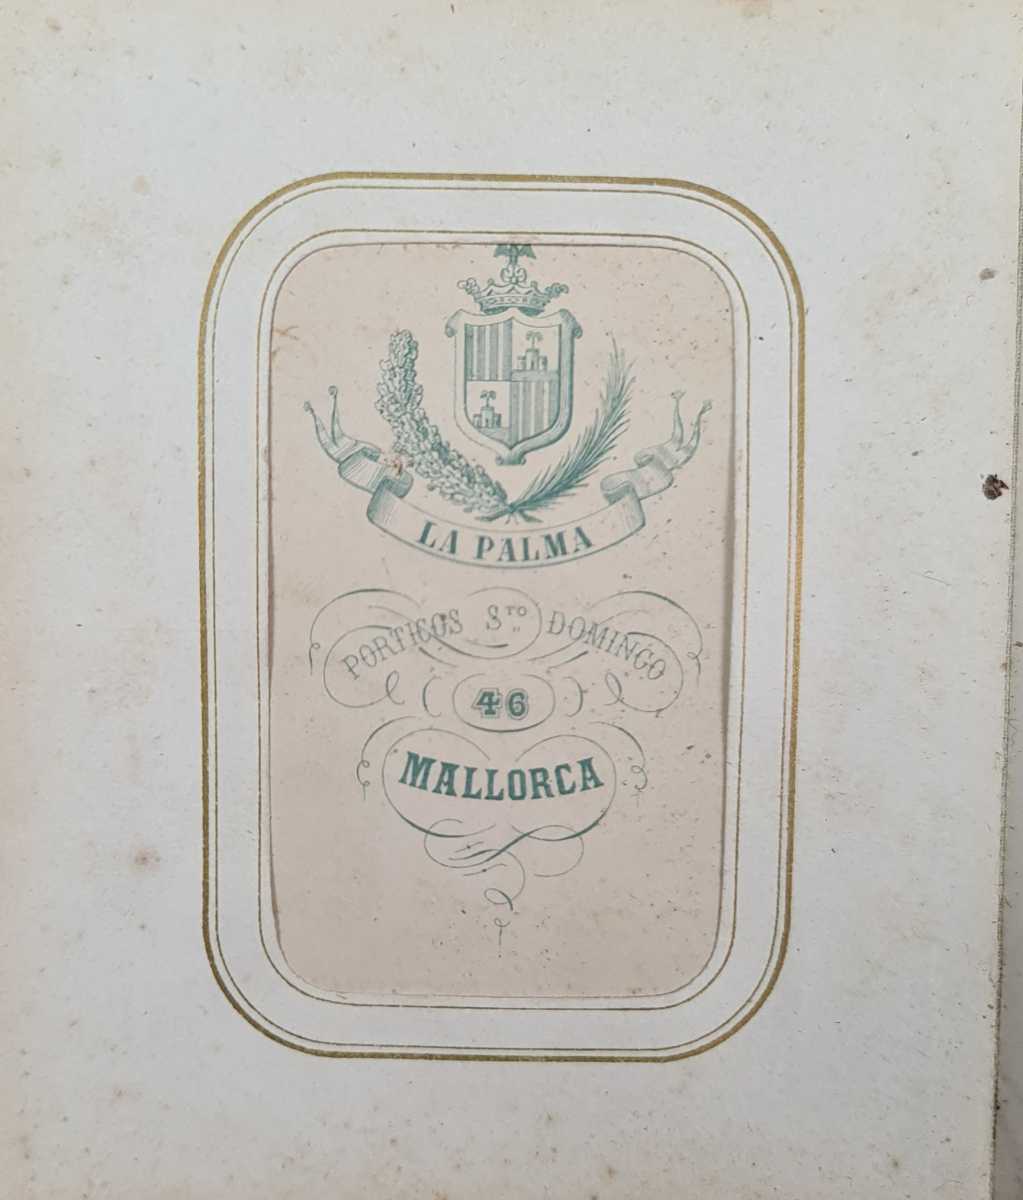 LA PALMA
PORTICOS Sᵀᴼ DOMINGO
46
MALLORCA